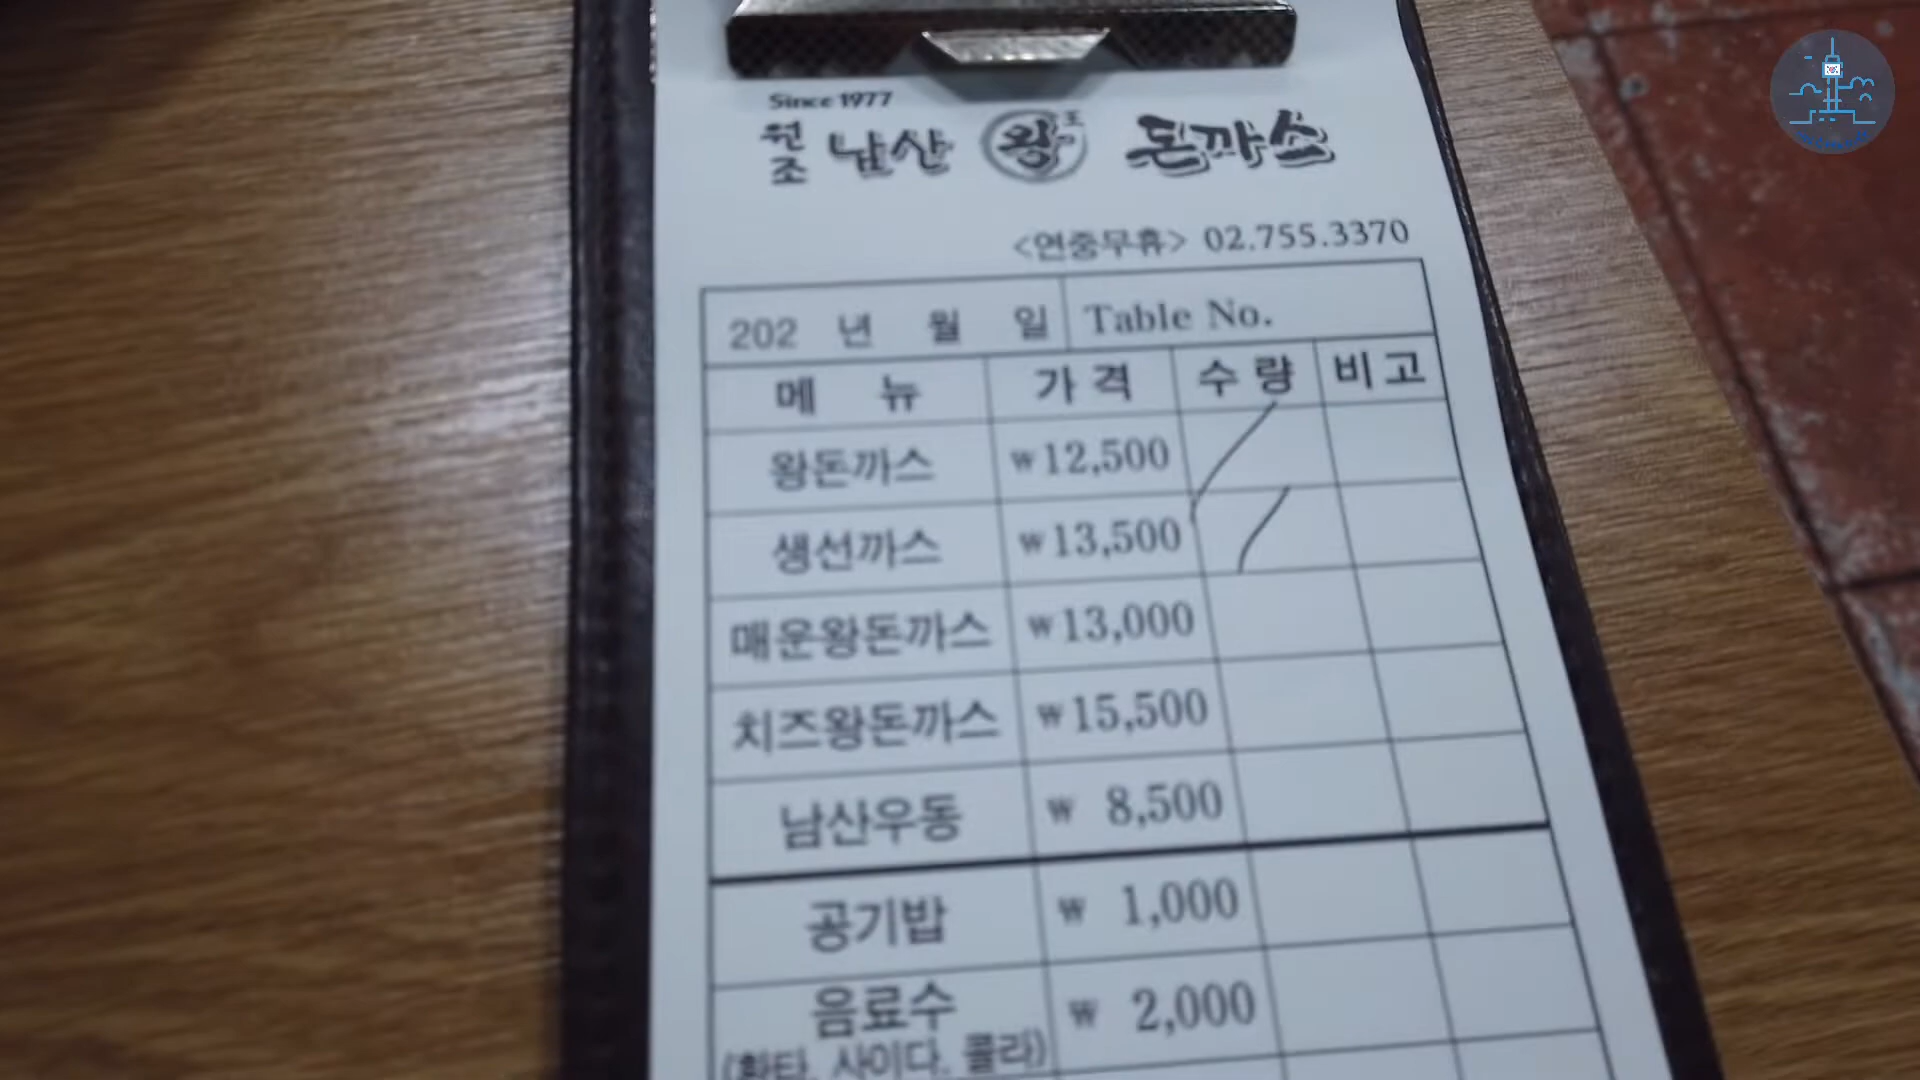 Since 1977
원조 남산 왕 돈까스
<연중무휴> 02.755.3370
202 년 월 일 Table No.
메 뉴 가 격 수 량 비 고
왕돈까스 ₩12,500
생선까스 ₩13,500
매운왕돈까스 ₩13,000
치즈왕돈까스 ₩15,500
남산우동 ₩ 8,500
공기밥 ₩ 1,000
음료수 ₩ 2,000
(환타, 사이다, 콜라)